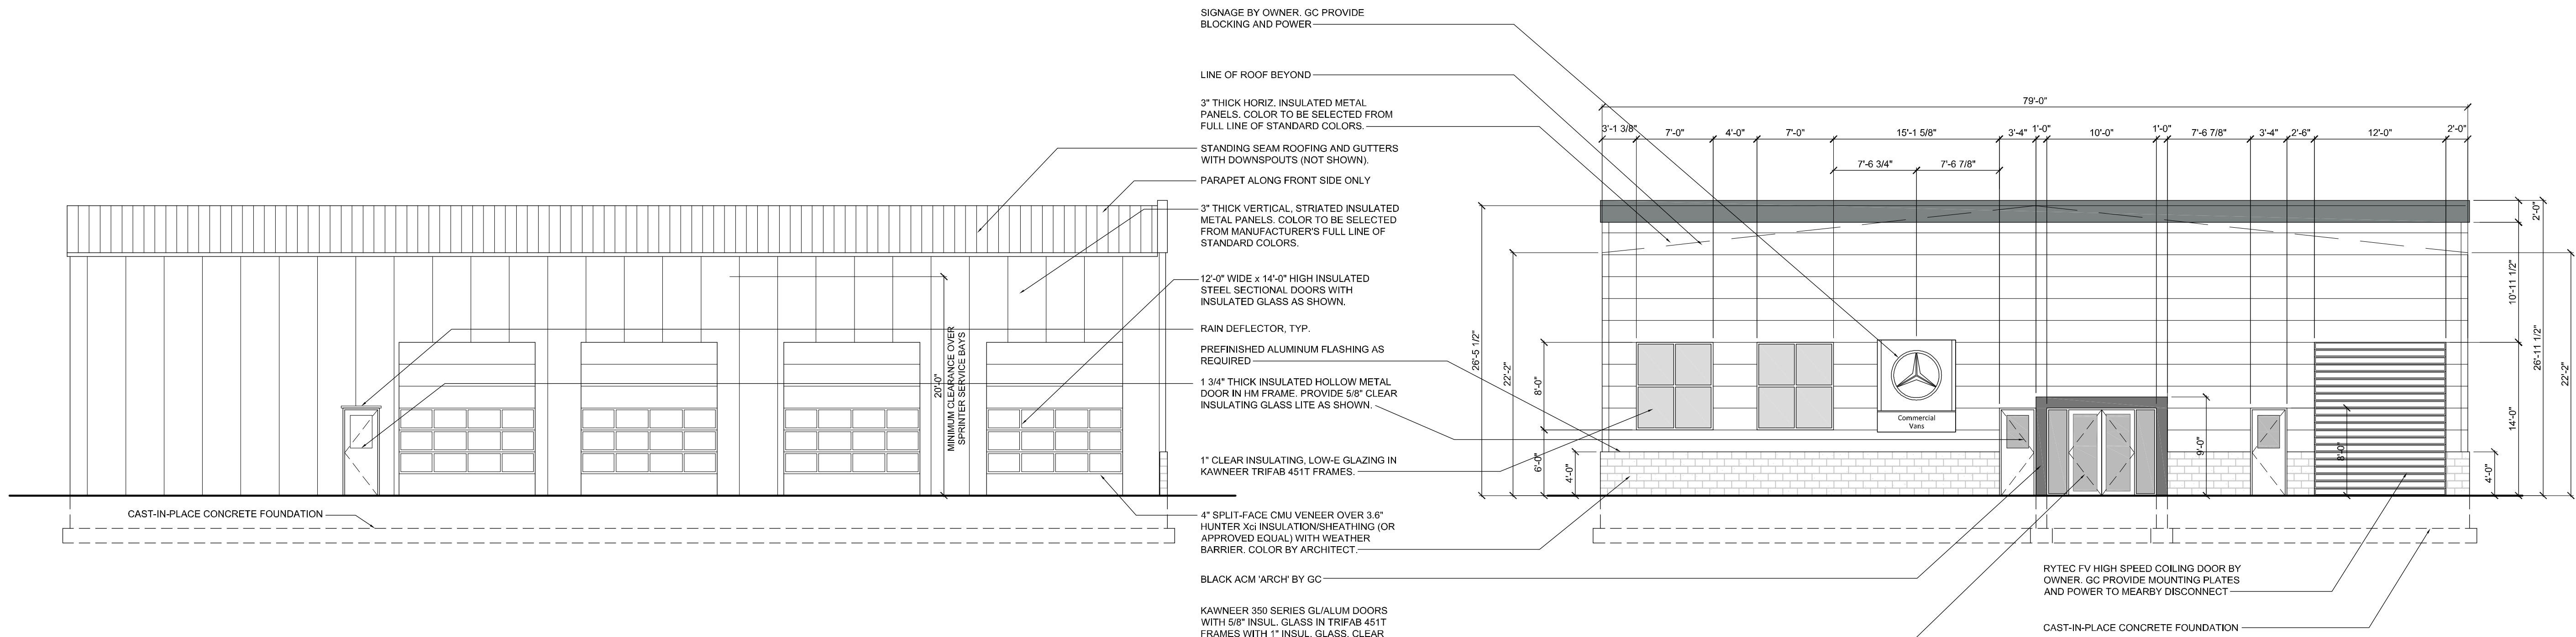 SIGNAGE BY OWNER. GC PROVIDE
BLOCKING AND POWER
LINE OF ROOF BEYOND
3" THICK HORIZ. INSULATED METAL
PANELS. COLOR TO BE SELECTED FROM
FULL LINE OF STANDARD COLORS.
STANDING SEAM ROOFING AND GUTTERS
WITH DOWNSPOUTS (NOT SHOWN).
PARAPET ALONG FRONT SIDE ONLY
3" THICK VERTICAL, STRIATED INSULATED
METAL PANELS. COLOR TO BE SELECTED
FROM MANUFACTURER'S FULL LINE OF
STANDARD COLORS.
12'-0" WIDE x 14'-0" HIGH INSULATED
STEEL SECTIONAL DOORS WITH
INSULATED GLASS AS SHOWN.
RAIN DEFLECTOR, TYP.
PREFINISHED ALUMINUM FLASHING AS
REQUIRED
1 3/4" THICK INSULATED HOLLOW METAL
DOOR IN HM FRAME. PROVIDE 5/8" CLEAR
INSULATING GLASS LITE AS SHOWN.
1" CLEAR INSULATING, LOW-E GLAZING IN
KAWNEER TRIFAB 451T FRAMES.
4" SPLIT-FACE CMU VENEER OVER 3.6"
HUNTER Xci INSULATION/SHEATHING (OR
APPROVED EQUAL) WITH WEATHER
BARRIER. COLOR BY ARCHITECT.
BLACK ACM 'ARCH' BY GC
KAWNEER 350 SERIES GL/ALUM DOORS
WITH 5/8" INSUL. GLASS IN TRIFAB 451T
FRAMES WITH 1" INSUL. GLASS. CLEAR
20'-0"
MINIMUM CLEARANCE OVER
SPRINTER SERVICE BAYS
CAST-IN-PLACE CONCRETE FOUNDATION
79'-0"
3'-1 3/8"
7'-0"
4'-0"
7'-0"
15'-1 5/8"
3'-4"
1'-0"
10'-0"
1'-0"
7'-6 7/8"
3'-4"
2'-6"
12'-0"
2'-0"
7'-6 3/4"
7'-6 7/8"
26'-5 1/2"
22'-2"
8'-0"
6'-0"
4'-0"
Commercial
Vans
9'-0"
8'-0"
2'-0"
10'-11 1/2"
14'-0"
4'-0"
26'-11 1/2"
22'-2"
RYTEC FV HIGH SPEED COILING DOOR BY
OWNER. GC PROVIDE MOUNTING PLATES
AND POWER TO MEARBY DISCONNECT
CAST-IN-PLACE CONCRETE FOUNDATION